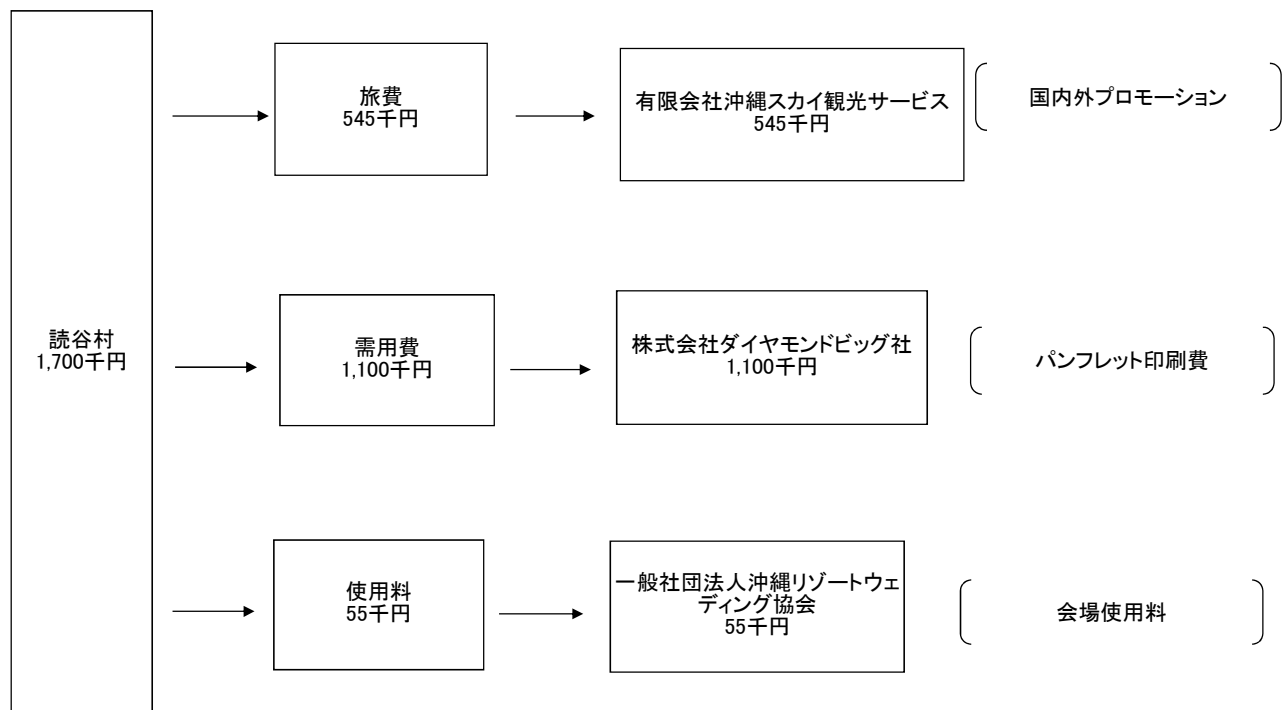 旅費
545千円
有限会社沖縄スカイ観光サービス
545千円
国内外プロモーション
読谷村
1,700千円
需用費
1,100千円
株式会社ダイヤモンドビッグ社
1,100千円
パンフレット印刷費
使用料
55千円
一般社団法人沖縄リゾートウェ
ディング協会
55千円
会場使用料